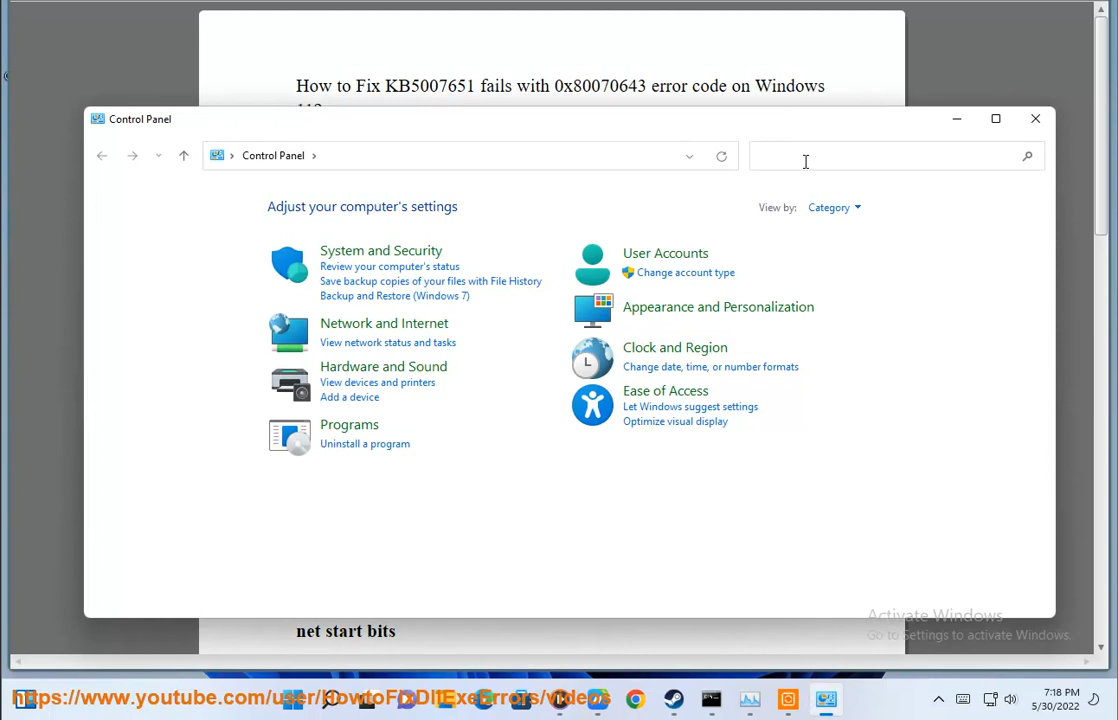 How to Fix KB5007651 fails with 0x80070643 error code on Windows
Control Panel
Control Panel
Adjust your computer's settings
View by: Category
System and Security
Review your computer's status
Save backup copies of your files with File History
Backup and Restore (Windows 7)
Network and Internet
View network status and tasks
Hardware and Sound
View devices and printers
Add a device
Programs
Uninstall a program
User Accounts
Change account type
Appearance and Personalization
Clock and Region
Change date, time, or number formats
Ease of Access
Let Windows suggest settings
Optimize visual display
Activate Windows
Go to Settings to activate Windows.
net start bits
https://www.youtube.com/user/HowtoFixDllExeErrors/videos
7:18 PM
5/30/2022